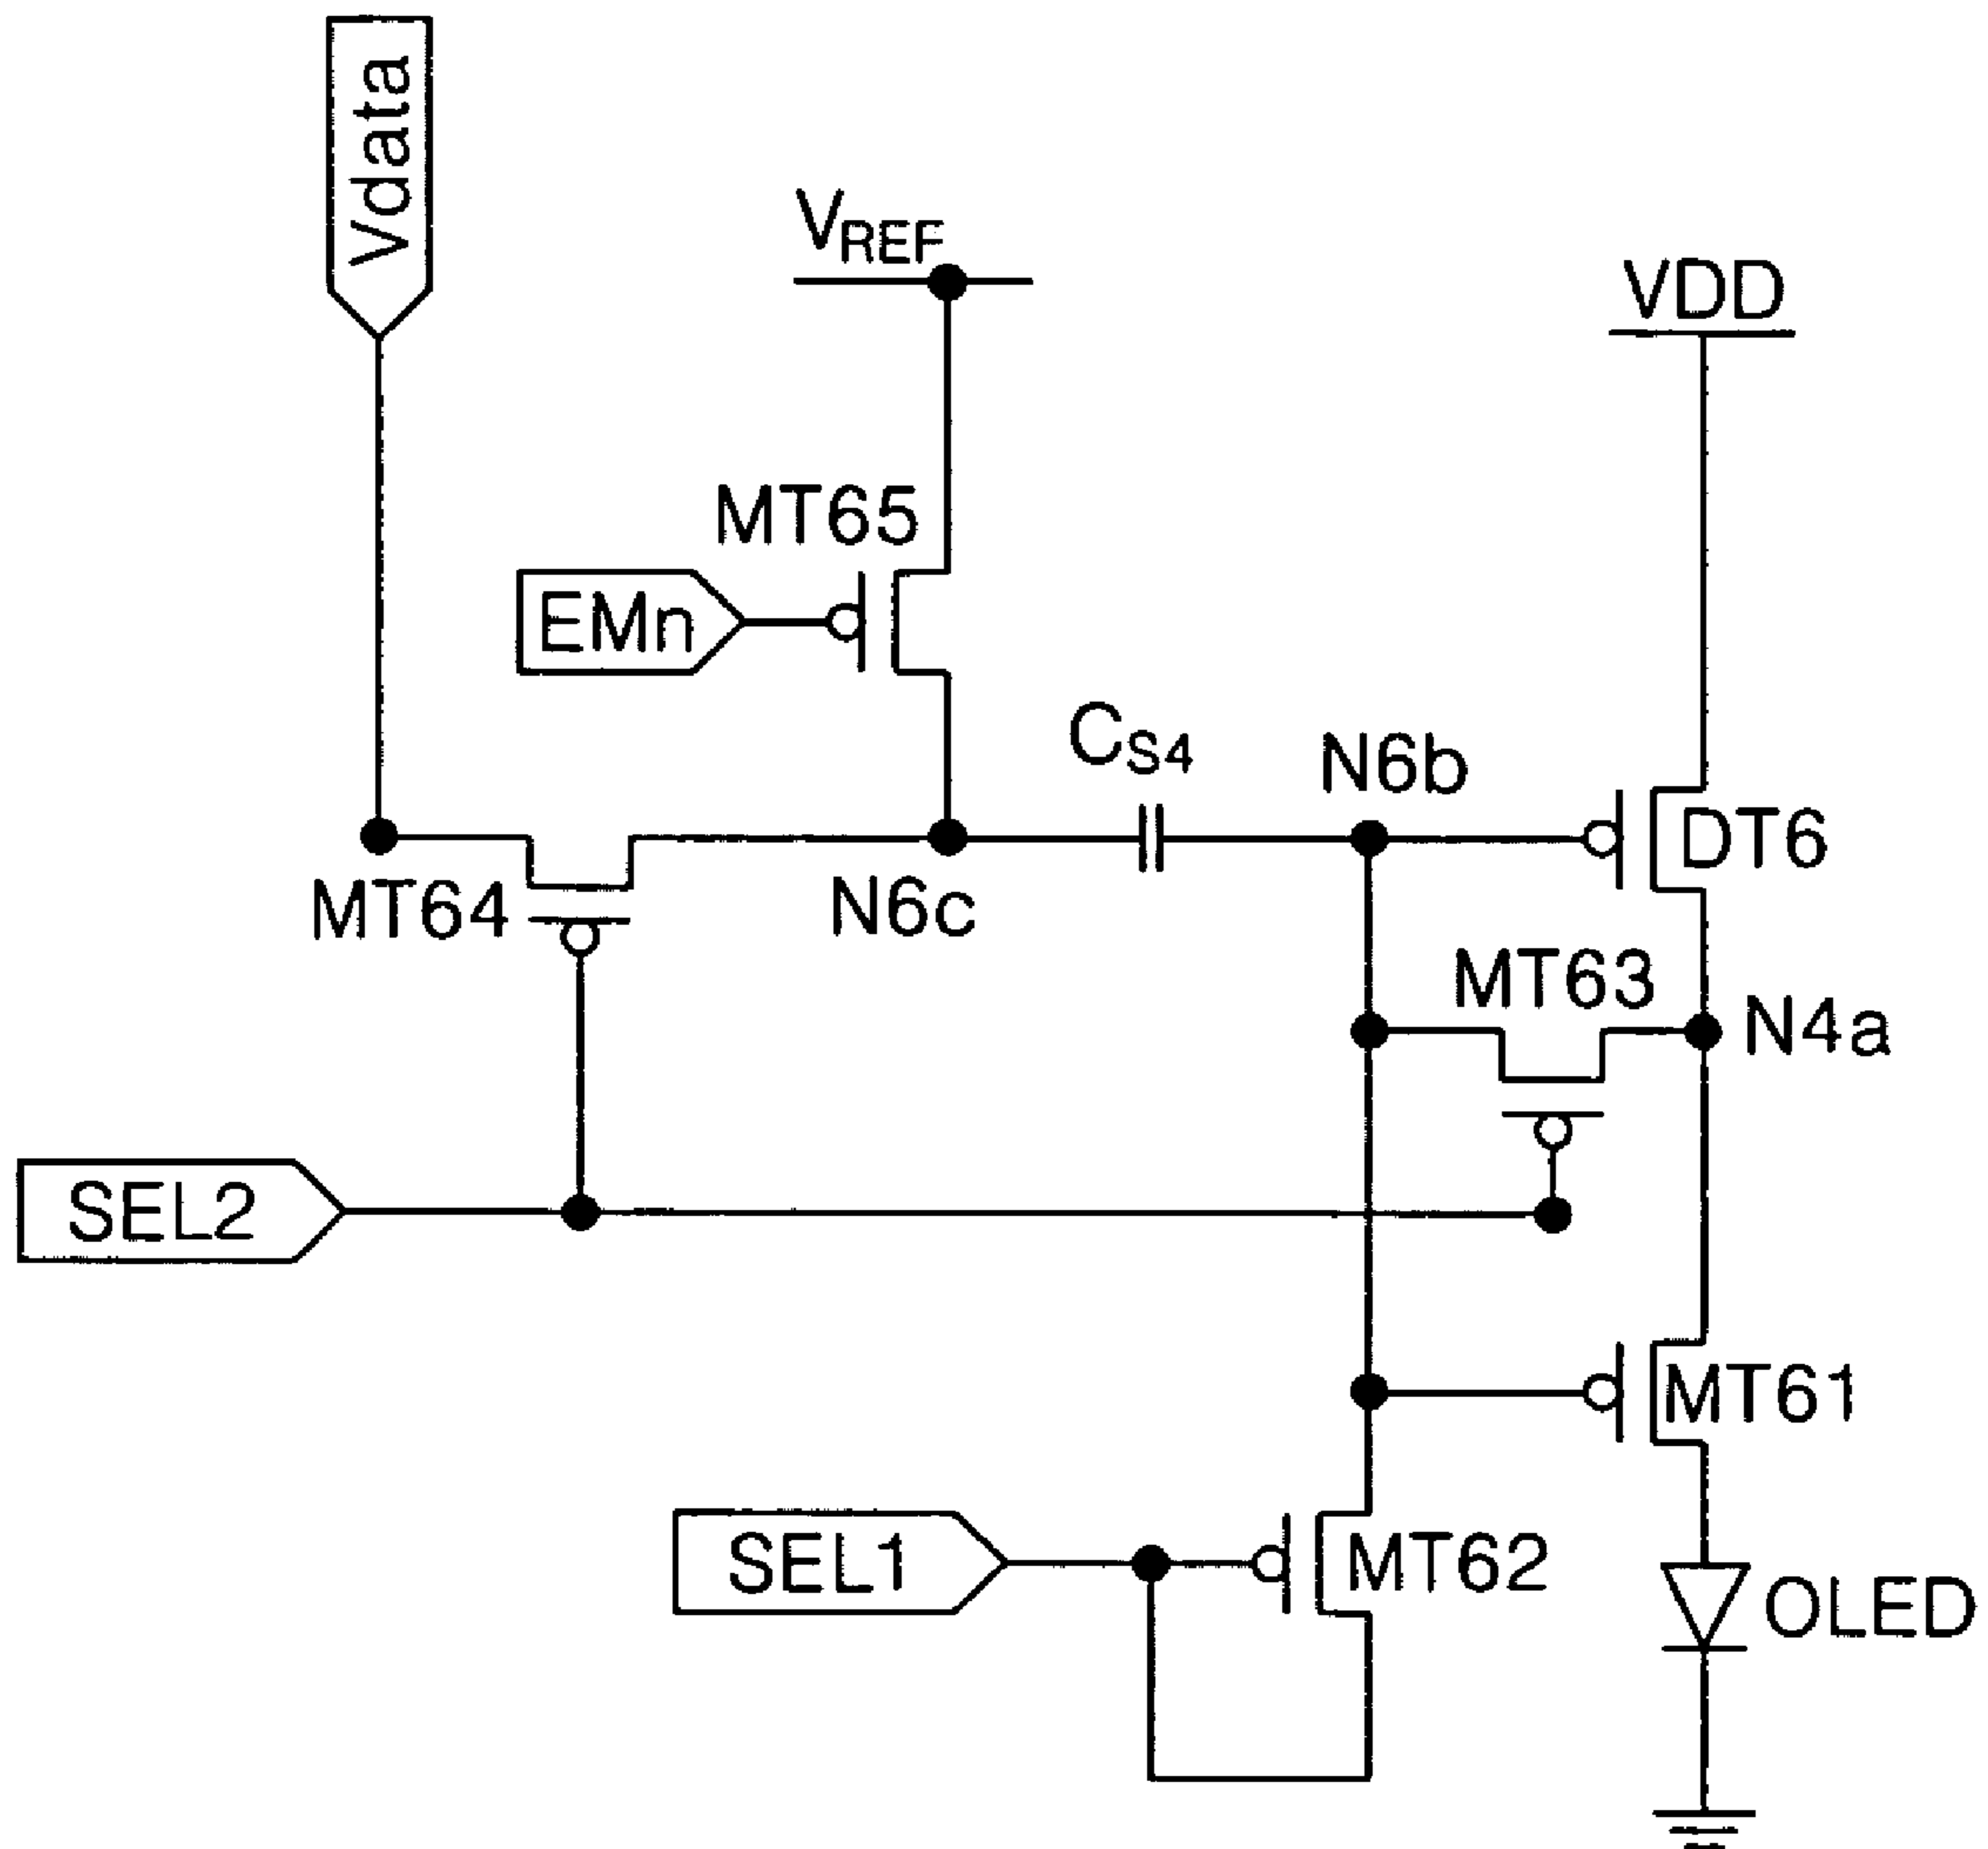 Vdata
VREF
VDD
MT65
EMn
CS4
N6b
DT6
MT64
N6c
MT63
N4a
SEL2
MT61
SEL1
MT62
OLED